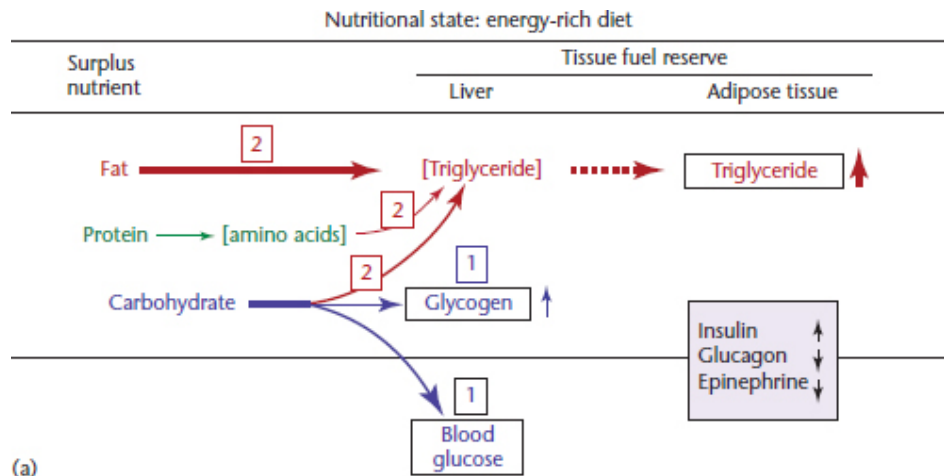 Nutritional state: energy-rich diet
Surplus nutrient
Tissue fuel reserve
Liver
Adipose tissue
2
Fat
[Triglyceride]
Triglyceride
2
Protein
[amino acids]
2
1
Carbohydrate
Glycogen
Insulin
Glucagon
Epinephrine
1
Blood glucose
(a)